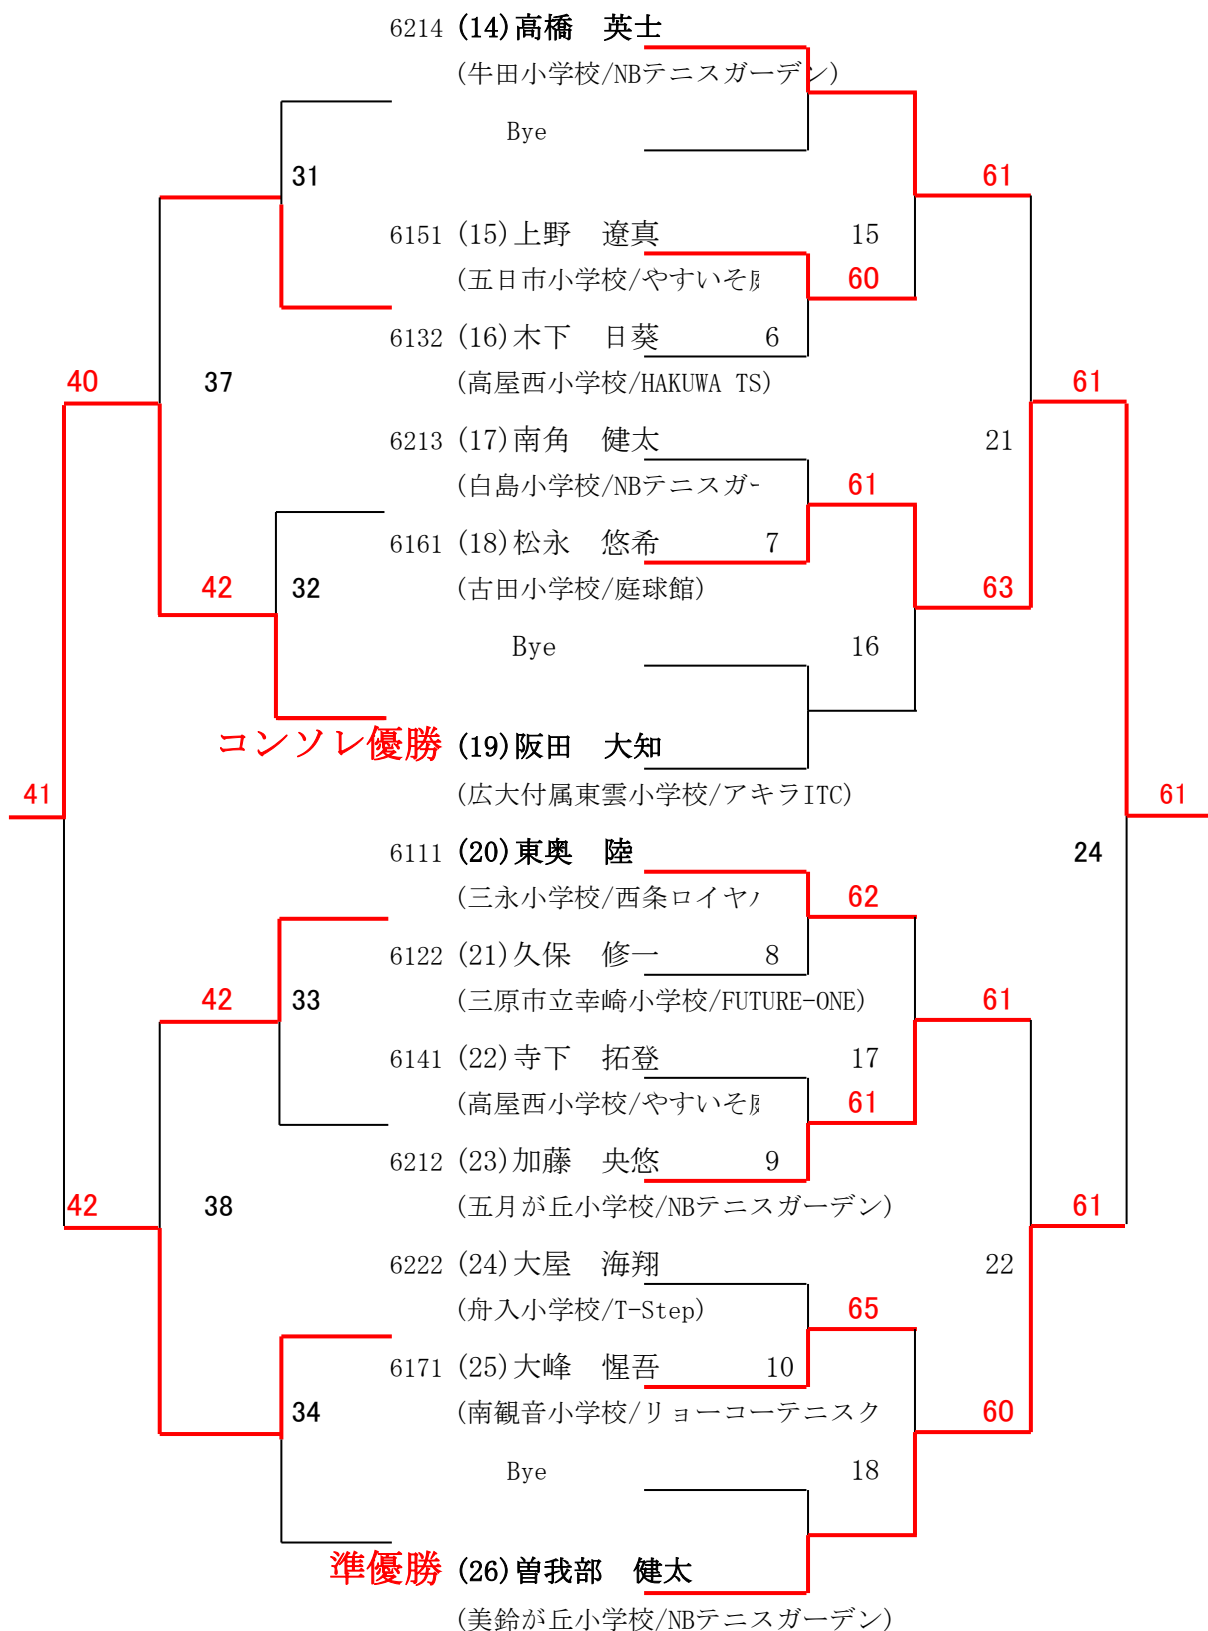 6214 (14)高橋 英士
(牛田小学校/NBテニスガーデン)
Bye
31 61
6151 (15)上野 遼真 15
(五日市小学校/やすいそ庭 60
6132 (16)木下 日葵 6
40 37 (高屋西小学校/HAKUWA TS) 61
6213 (17)南角 健太 21
(白島小学校/NBテニスガー 61
6161 (18)松永 悠希 7
42 32 (古田小学校/庭球館) 63
Bye 16
コンソレ優勝 (19)阪田 大知
41 (広大付属東雲小学校/アキラITC) 61
6111 (20)東奥 陸 24
(三永小学校/西条ロイヤル 62
6122 (21)久保 修一 8
42 33 (三原市立幸崎小学校/FUTURE-ONE) 61
6141 (22)寺下 拓登 17
(高屋西小学校/やすいそ庭 61
6212 (23)加藤 央悠 9
42 38 (五月が丘小学校/NBテニスガーデン) 61
6222 (24)大屋 海翔 22
(舟入小学校/T-Step) 65
6171 (25)大峰 惺吾 10
34 (南観音小学校/リョーコーテニスク 60
Bye 18
準優勝 (26)曽我部 健太
(美鈴が丘小学校/NBテニスガーデン)